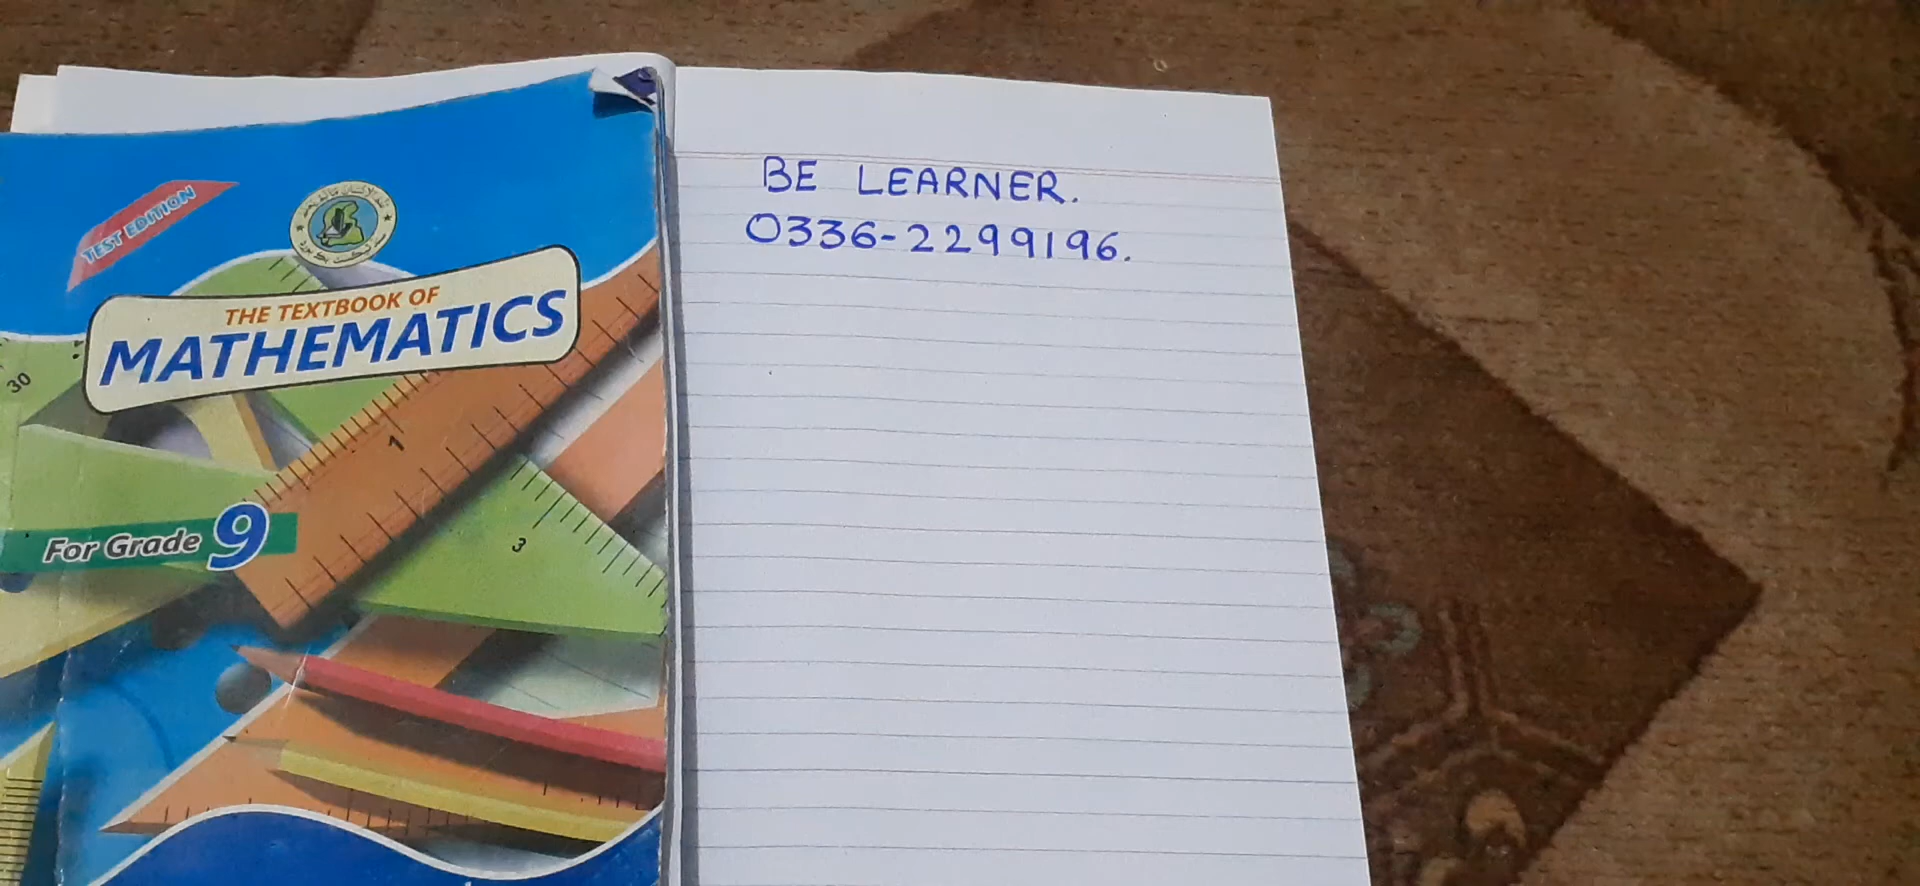 TEST EDITION
THE TEXTBOOK OF
MATHEMATICS
30
1
For Grade 9
3
BE LEARNER.
0336-2299196.